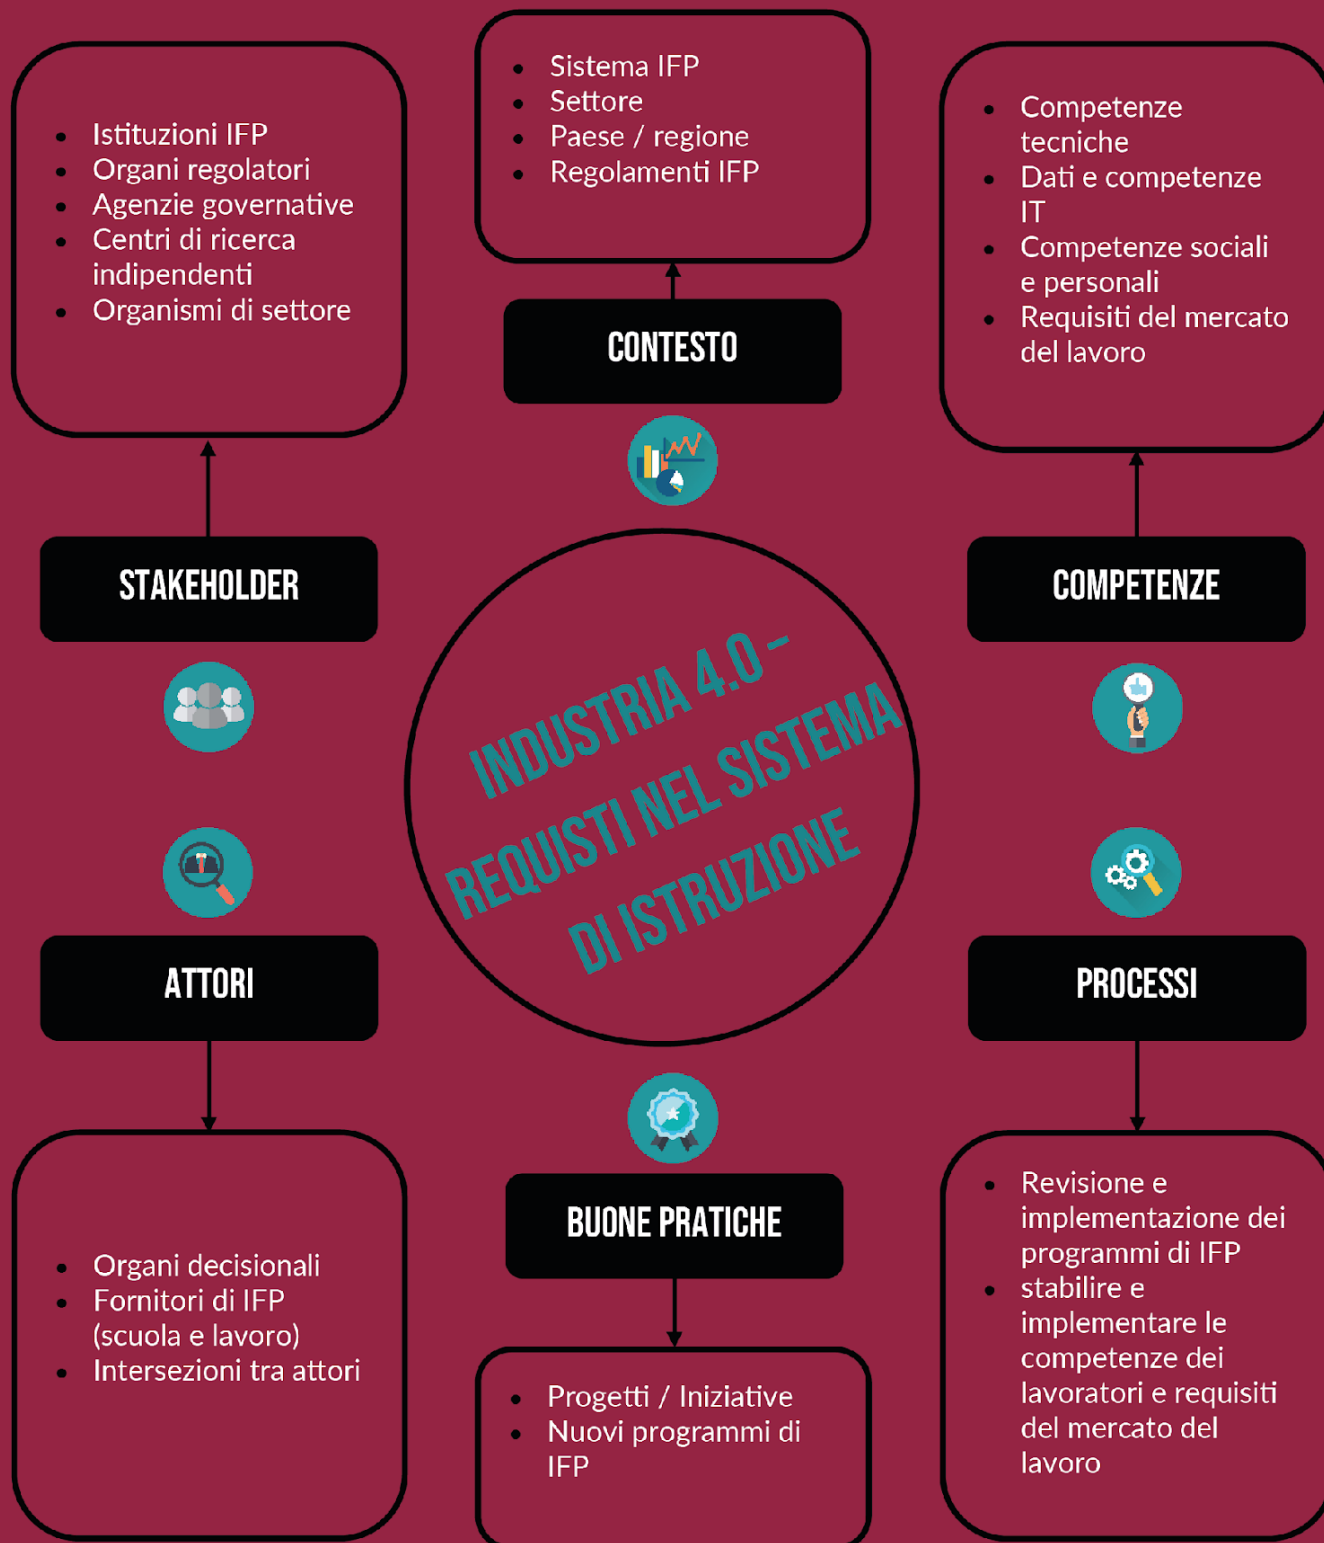 • Istituzioni IFP
• Organi regolatori
• Agenzie governative
• Centri di ricerca
indipendenti
• Organismi di settore
STAKEHOLDER
• Sistema IFP
• Settore
• Paese / regione
• Regolamenti IFP
CONTESTO
• Competenze
tecniche
• Dati e competenze
IT
• Competenze sociali
e personali
• Requisiti del mercato
del lavoro
COMPETENZE
INDUSTRIA 4.0 –
REQUISTI NEL SISTEMA
DI ISTRUZIONE
ATTORI
• Organi decisionali
• Fornitori di IFP
(scuola e lavoro)
• Intersezioni tra attori
BUONE PRATICHE
• Progetti / Iniziative
• Nuovi programmi di
IFP
PROCESSI
• Revisione e
implementazione dei
programmi di IFP
• stabilire e
implementare le
competenze dei
lavoratori e requisiti
del mercato del
lavoro